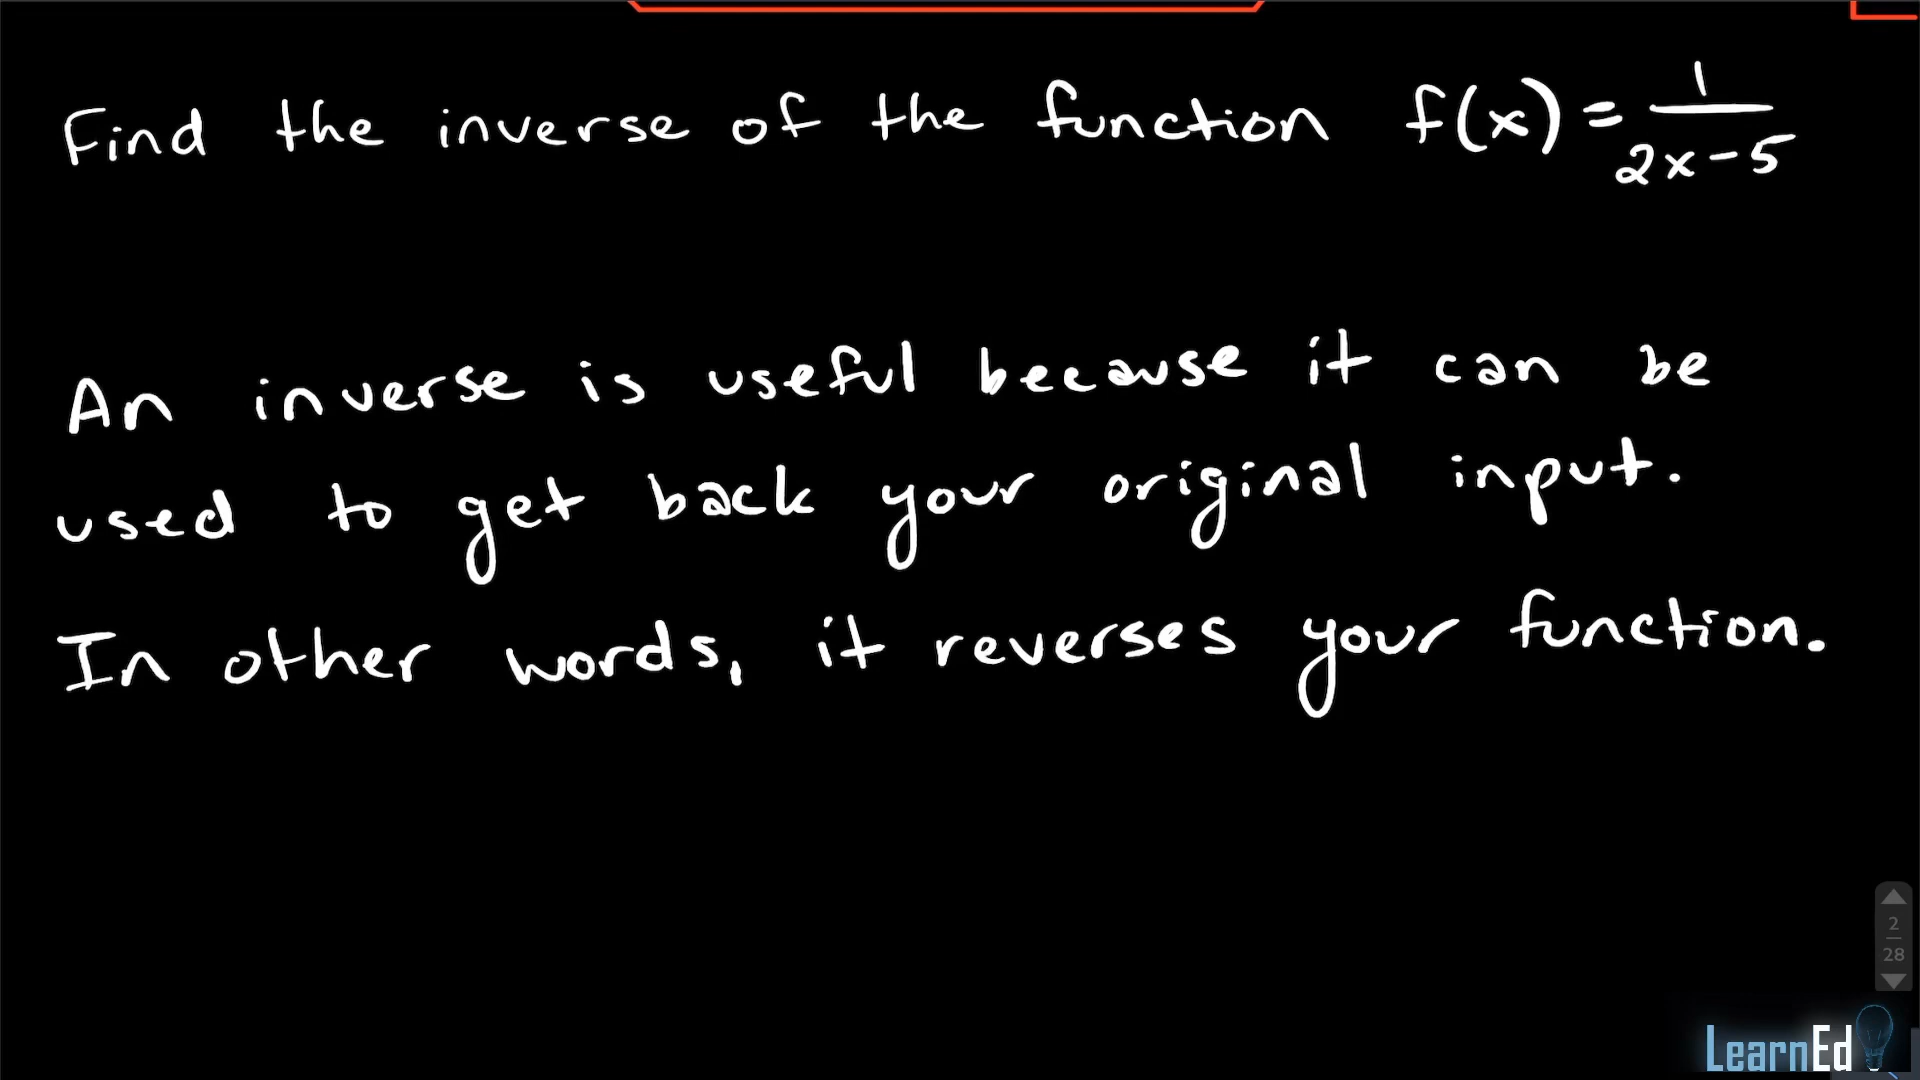 Find the inverse of the function f(x) = 1/(2x-5)
An inverse is useful because it can be
used to get back your original input.
In other words, it reverses your function.
2
28
LearnEd